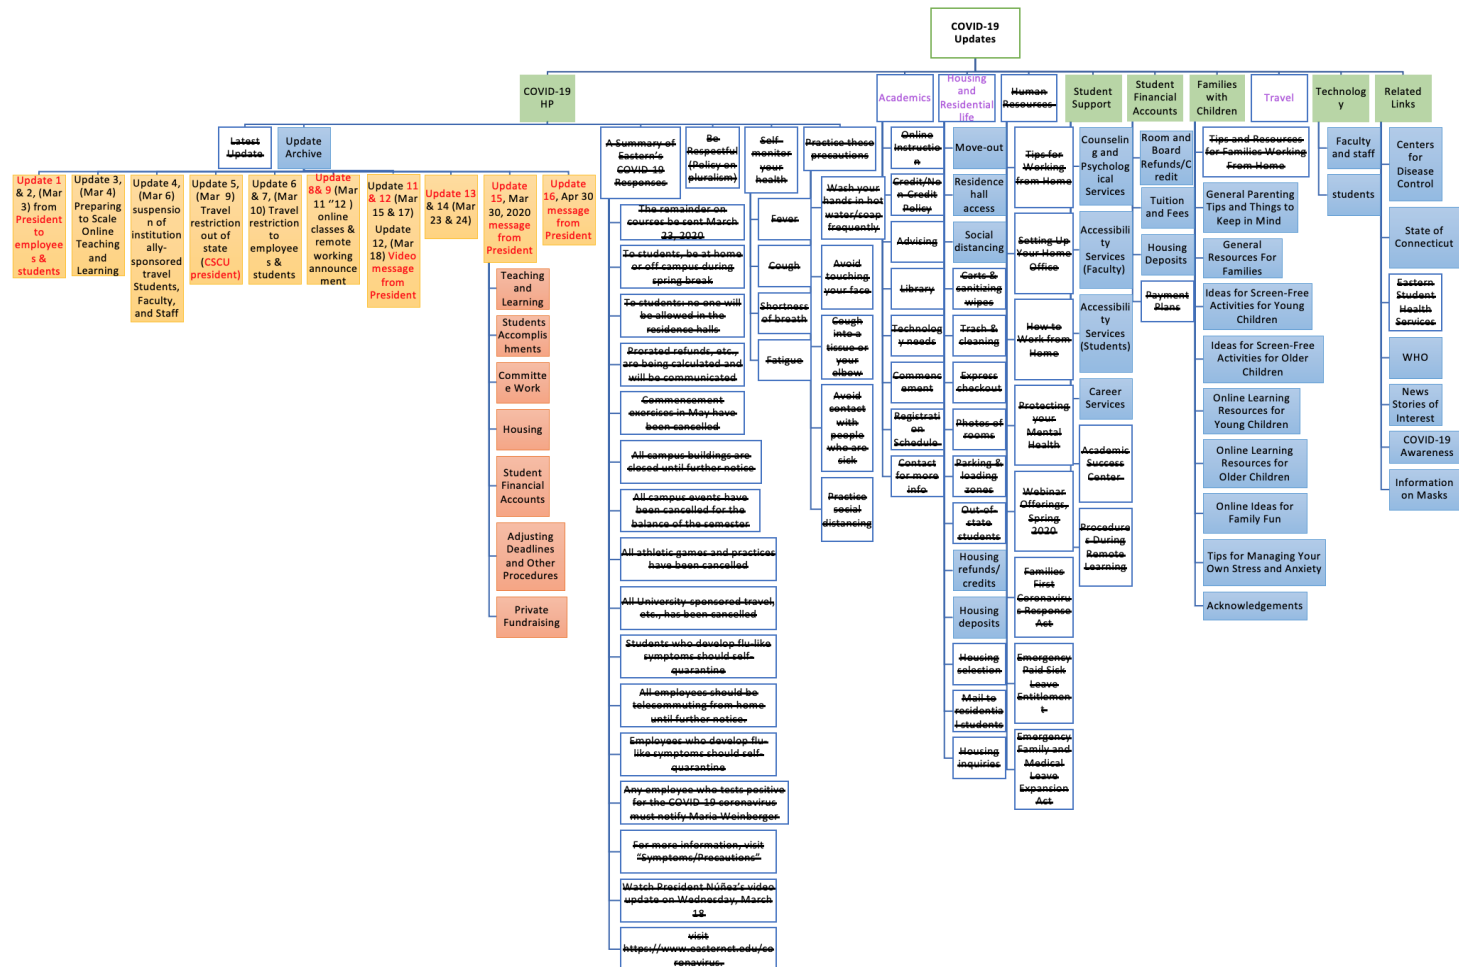 COVID-19
Updates
COVID-19
HP
Academics
Housing
and
Residential
life
Human
Resources
Student
Support
Student
Financial
Accounts
Families
with
Children
Travel
Technolog
y
Related
Links
Latest
Update
Update
Archive
Update 1
& 2, (Mar
3) from
President
to
employee
s &
students
Update 3,
(Mar 4)
Preparing
to Scale
Online
Teaching
and
Learning
Update 4,
(Mar 6)
suspensio
n of
institution
ally-
sponsored
travel
Students,
Faculty,
and Staff
Update 5,
(Mar 9)
Travel
restriction
out of
state
(CSCU
president)
Update 6
& 7, (Mar
10) Travel
restriction
to
employee
s &
students
Update
8& 9 (Mar
11 "12 )
online
classes &
remote
working
announce
ment
Update 11
& 12 (Mar
15 & 17)
Update
12, (Mar
18) Video
message
from
President
Update 13
& 14 (Mar
23 & 24)
Update
15, Mar
30, 2020
message
from
President
Update
16, Apr 30
message
from
President
Teaching
and
Learning
Students
Accomplis
hments
Committe
e Work
Housing
Student
Financial
Accounts
Adjusting
Deadlines
and Other
Procedures
Private
Fundraising
A Summary of
Eastern's
COVID-19
Responses
The remainder on
courses be sent March
23, 2020
To students, be at home
or off campus during
spring break
To students: no one will
be allowed in the
residence halls
Prorated refunds, etc.,
are being calculated and
will be communicated
Commensement
exercises in May have
been cancelled
All campus buildings are
closed until further notice
All campus events have
been cancelled for the
balance of the semester
All athletic games and practices
have been cancelled
All University-sponsored travel,
etc., has been cancelled
Students who develop flu-like
symptoms should self-
quarantine
All employees should be
telecommuting from home
until further notice.
Employees who develop flu-
like symptoms should self-
quarantine
Any employee who tests positive
for the COVID-19 coronavirus
must notify Maria Weinberger
For more information, visit
"Symptoms/Precautions"
Watch President Núñez's video
update on Wednesday, March
18
visit
https://www.easternct.edu/co
ronavirus.
Be
Respectful
(Policy on
pluralism)
Self-
monitor
your
health
Fever
Cough
Shortness
of breath
Fatigue
Practice these
precautions
Wash your
hands in hot
water/soap
frequently
Avoid
touching
your face
Cough
into a
tissue or
your
elbow
Avoid
contact
with
people
who are
sick
Practice
social
distancing
Online
Instructio
n
Credit/No
n Credit
Policy
Advising
Library
Technolog
y needs
Commenc
ement
Registrati
on
Schedule
Contact
for more
info
Move-out
Residence
hall
access
Social
distancing
Carts &
sanitizing
wipes
Trash &
cleaning
Express
checkout
Photos of
rooms
Parking &
loading
zones
Out-of-
state
students
Housing
refunds/
credits
Housing
deposits
Housing
selection
Mail to
residentia
l students
Housing
inquiries
Tips for
Working
from Home
Setting Up
Your Home
Office
How to
Work from
Home
Protecting
your
Mental
Health
Webinar
Offerings,
Spring
2020
Families
First
Coronaviru
s Response
Act
Emergency
Paid Sick
Leave
Entitlemen
t
Emergency
Family and
Medical
Leave
Expansion
Act
Counselin
g and
Psycholog
ical
Services
Accessibili
ty
Services
(Faculty)
Accessibili
ty
Services
(Students)
Career
Services
Academic
Success
Center
Procedure
s During
Remote
Learning
Room and
Board
Refunds/C
redit
Tuition
and Fees
Housing
Deposits
Payment
Plans
Tips and Resources
for Families Working
From Home
General Parenting
Tips and Things to
Keep in Mind
General
Resources For
Families
Ideas for Screen-Free
Activities for Young
Children
Ideas for Screen-Free
Activities for Older
Children
Online Learning
Resources for
Young Children
Online Learning
Resources for
Older Children
Online Ideas for
Family Fun
Tips for Managing Your
Own Stress and Anxiety
Acknowledgements
Faculty
and staff
students
Centers
for
Disease
Control
State of
Connecticut
Eastern
Student
Health
Services
WHO
News
Stories of
Interest
COVID-19
Awareness
Information
on Masks